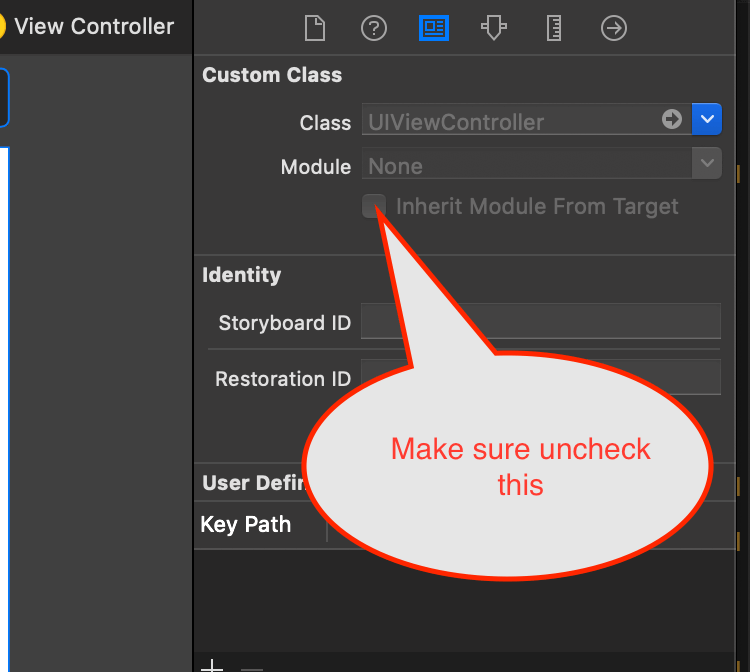 View Controller
Custom Class
Class UIViewController
Module None
Inherit Module From Target
Identity
Storyboard ID
Restoration ID
Make sure uncheck
this
User Defin
Key Path